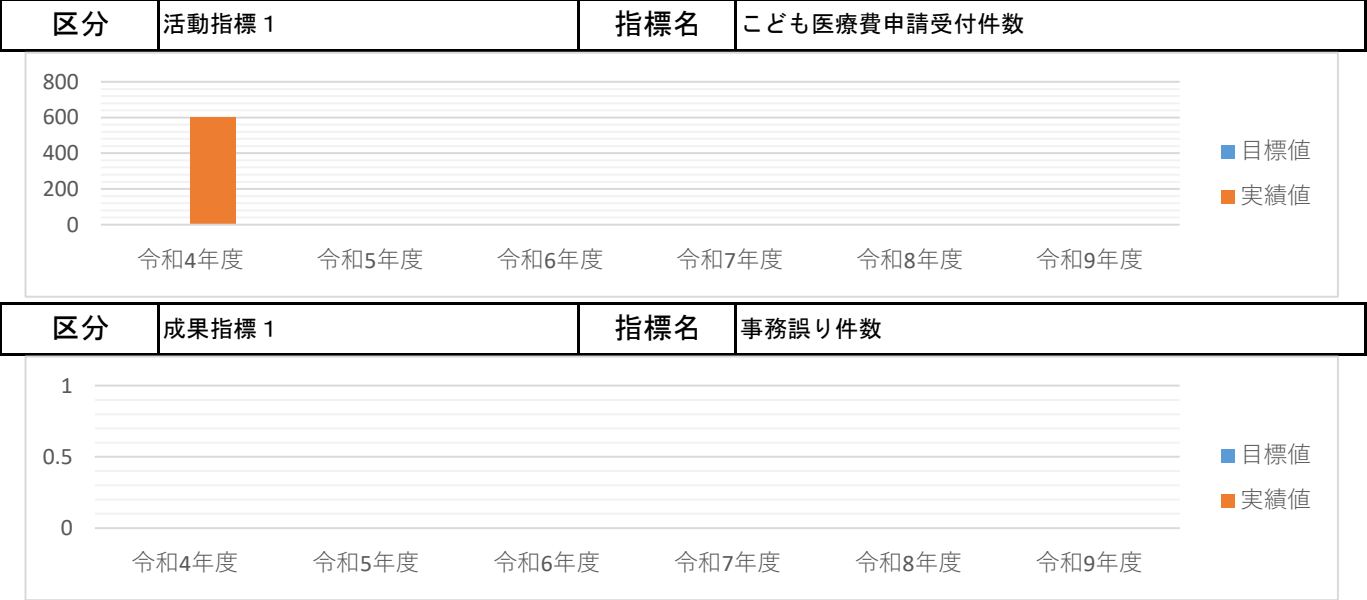 区分 活動指標1 指標名 こども医療費申請受付件数
800
600
400
200
0
令和4年度 令和5年度 令和6年度 令和7年度 令和8年度 令和9年度
目標値
実績値
区分 成果指標1 指標名 事務誤り件数
1
0.5
0
令和4年度 令和5年度 令和6年度 令和7年度 令和8年度 令和9年度
目標値
実績値